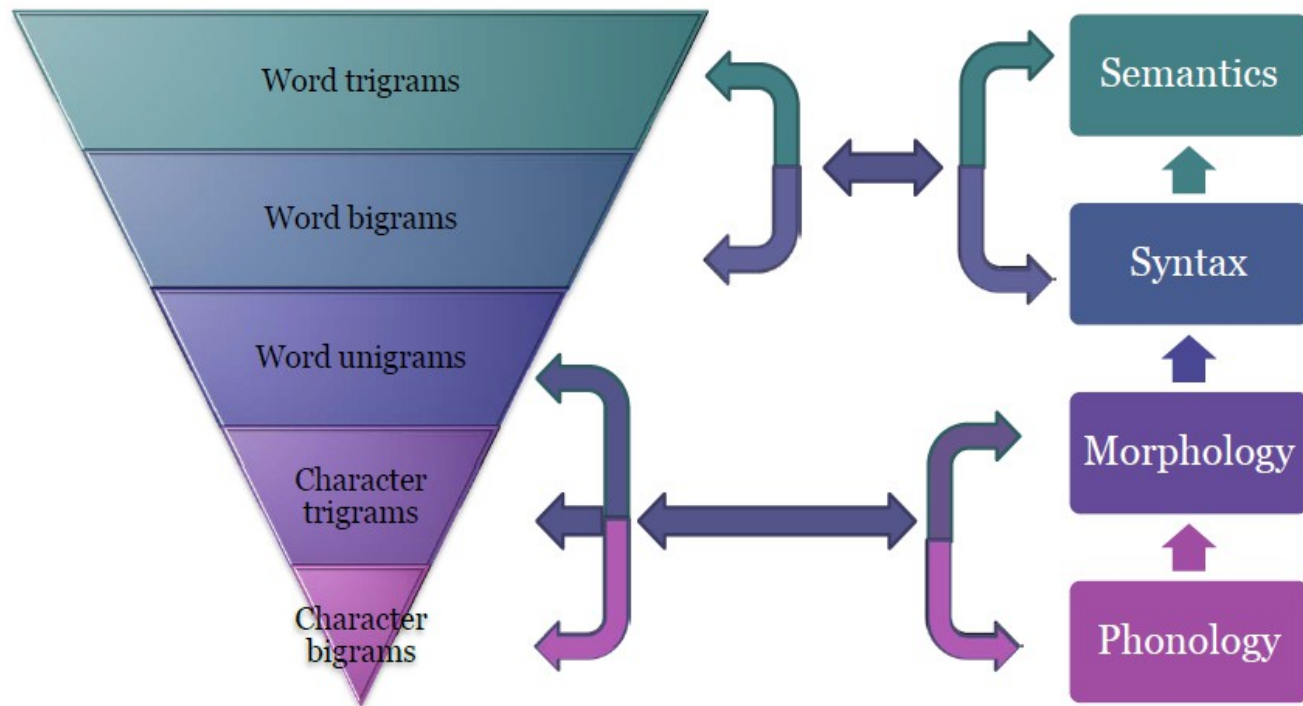 Word trigrams
Word bigrams
Word unigrams
Character
trigrams
Character
bigrams
Semantics
Syntax
Morphology
Phonology